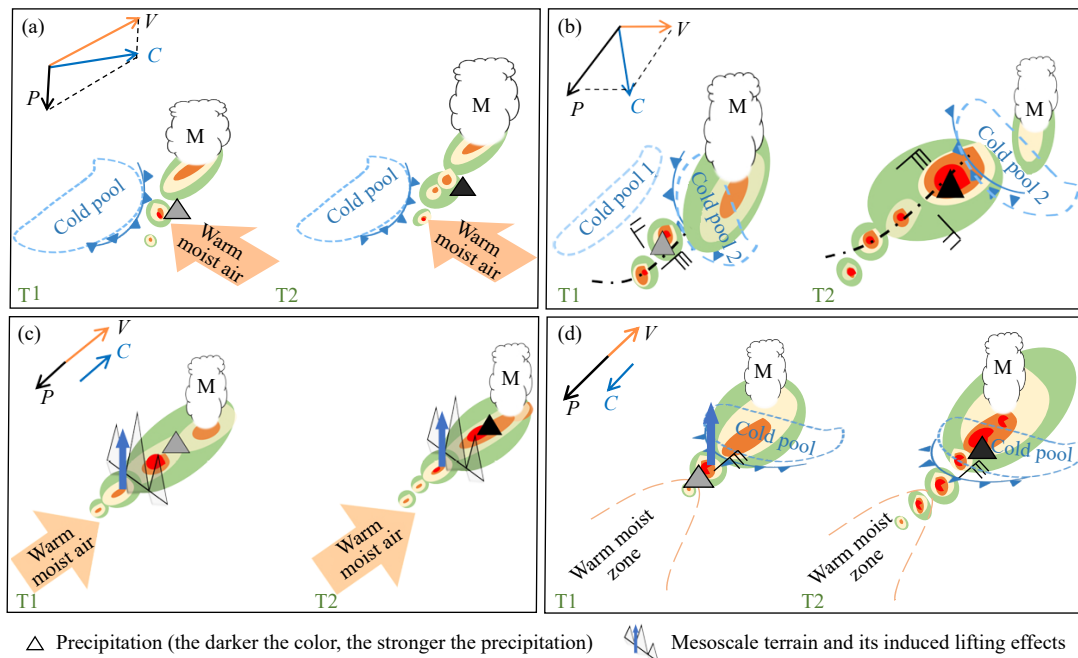 (a)
V
C
P
M
M
Cold pool
Cold pool
Warm
moist air
Warm
moist air
T1
T2
(b)
V
P
C
M
M
Cold pool 1
Cold pool 2
Cold pool 2
T1
T2
(c)
V
C
P
M
M
Warm
moist air
Warm
moist air
T1
T2
(d)
V
P
C
M
M
Cold pool
Cold pool
Warm moist
zone
Warm moist
zone
T1
T2
Precipitation (the darker the color, the stronger the precipitation)
Mesoscale terrain and its induced lifting effects